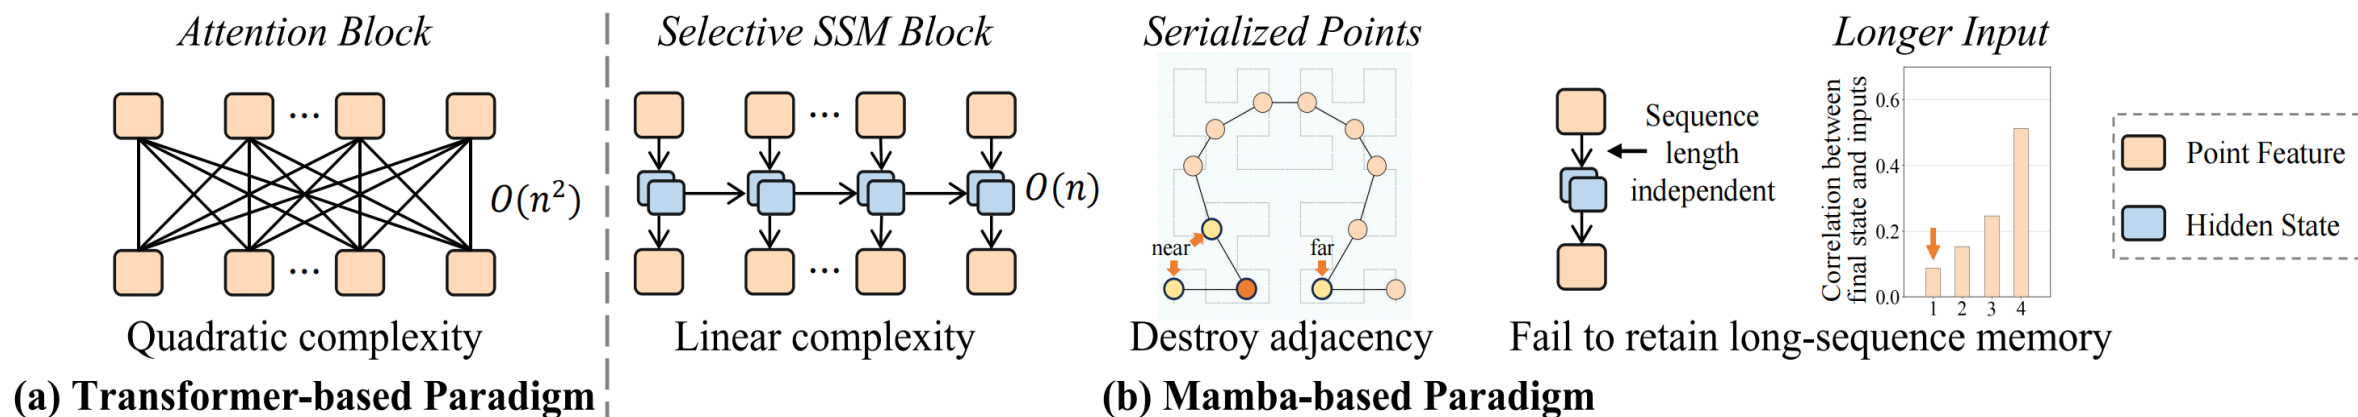 Attention Block
...
O(n²)
...
Quadratic complexity
(a) Transformer-based Paradigm
Selective SSM Block
...
O(n)
...
Linear complexity
Serialized Points
near
far
Destroy adjacency
Sequence
length
independent
Longer Input
Correlation between
final state and inputs
0.6
0.4
0.2
0.0
1 2 3 4
Fail to retain long-sequence memory
(b) Mamba-based Paradigm
Point Feature
Hidden State